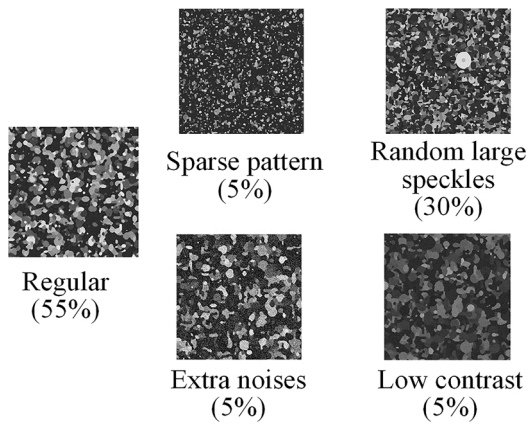 Sparse pattern
(5%)
Random large
speckles
(30%)
Regular
(55%)
Extra noises
(5%)
Low contrast
(5%)